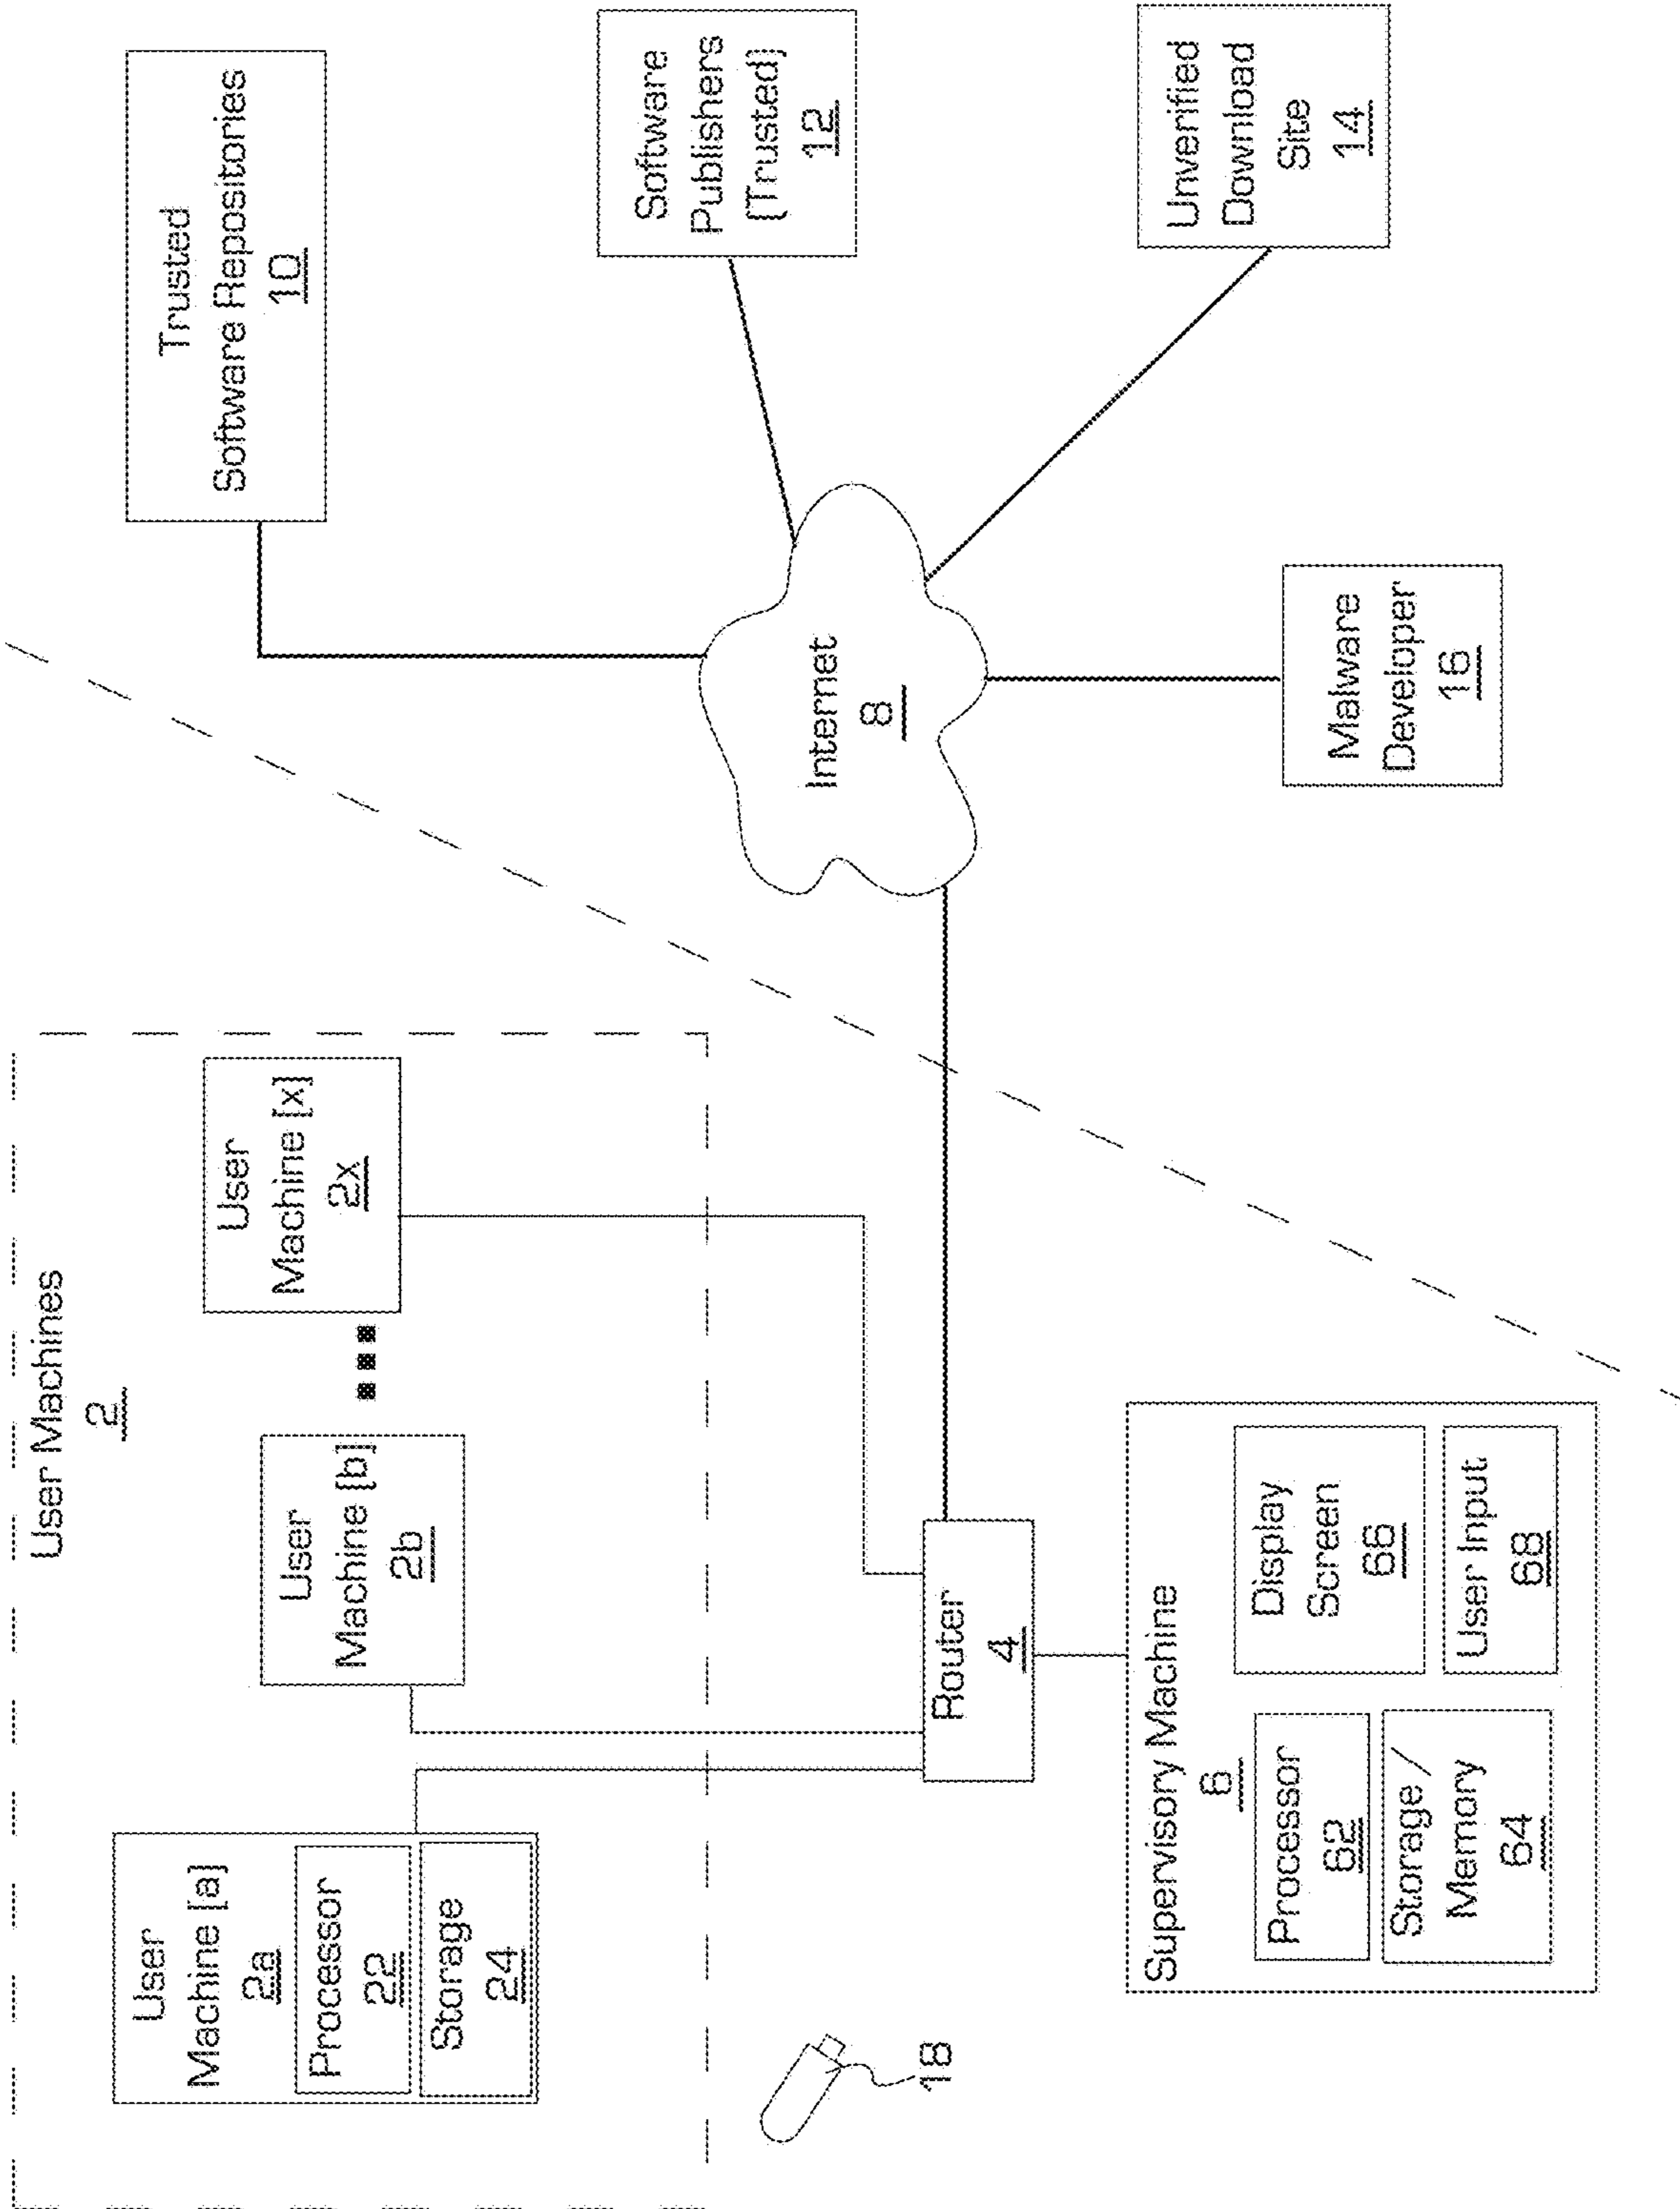 User Machines
2
User
Machine [a]
2a
Processor
22
Storage
24
User
Machine [b]
2b
User
Machine [x]
2x
18
Router
4
Supervisory Machine
6
Processor
62
Storage /
Memory
64
Display
Screen
66
User Input
68
Internet
8
Trusted
Software Repositories
10
Software
Publishers
(Trusted)
12
Unverified
Download
Site
14
Malware
Developer
16